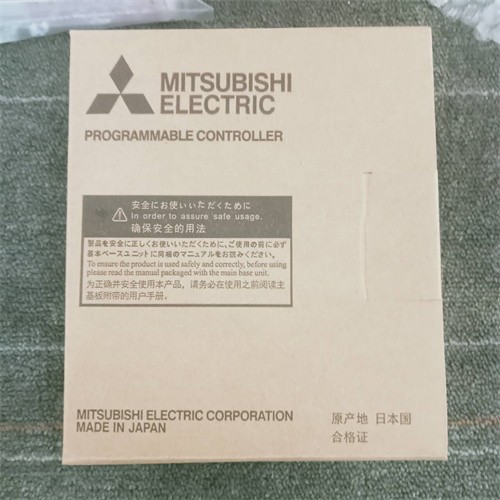 MITSUBISHI
ELECTRIC
PROGRAMMABLE CONTROLLER
安全にお使いいただくために
In order to assure safe usage.
确保安全的用法
製品を安全に正しくお使いいただくために、ご使用の前に必ず
基本ベースユニットに同梱のマニュアルをお読みください。
To ensure the product is used safely and correctly, before using
please read the manual packaged with the main base unit.
为正确并安全使用本产品，请务必在使用之前阅读主
基板附带的用户手册.
MITSUBISHI ELECTRIC CORPORATION
MADE IN JAPAN
原产地 日本国
合格证